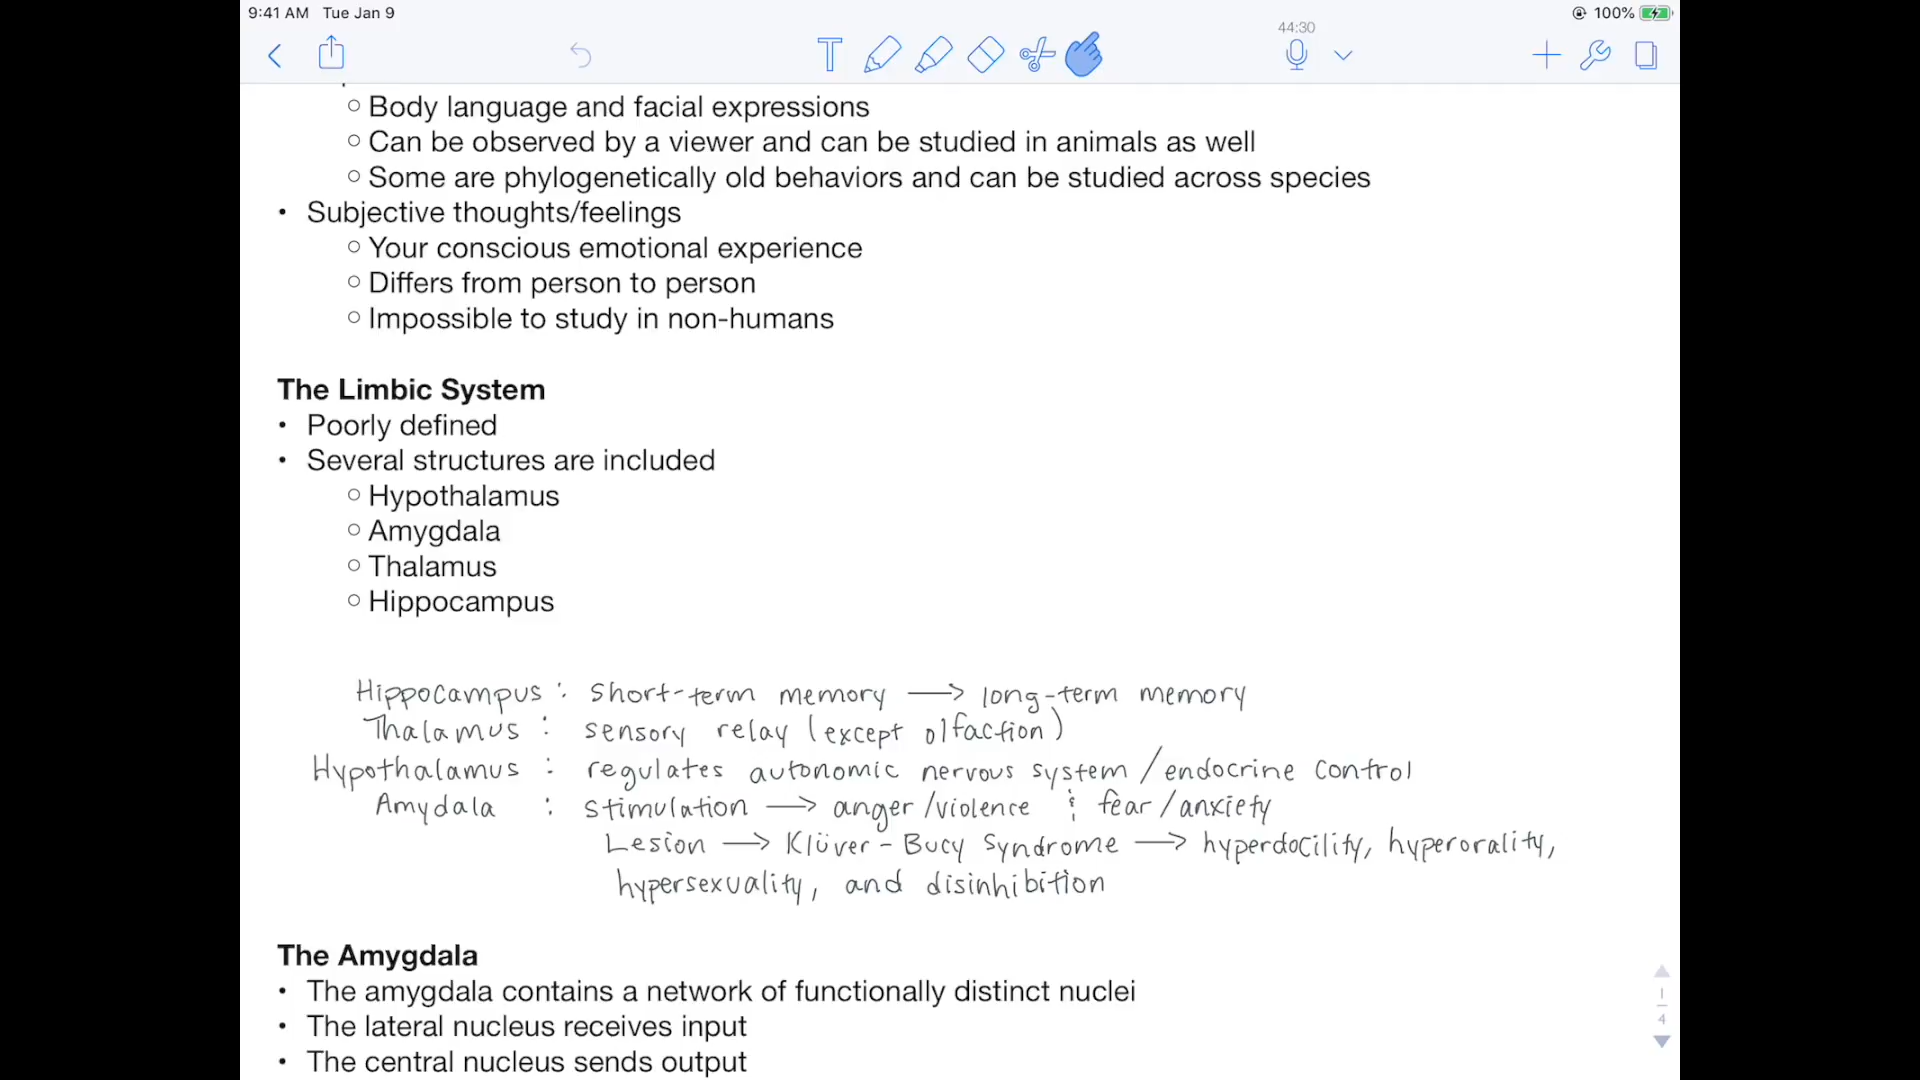 9:41 AM Tue Jan 9
100%
44:30
T
◦ Body language and facial expressions
◦ Can be observed by a viewer and can be studied in animals as well
◦ Some are phylogenetically old behaviors and can be studied across species
• Subjective thoughts/feelings
◦ Your conscious emotional experience
◦ Differs from person to person
◦ Impossible to study in non-humans
The Limbic System
• Poorly defined
• Several structures are included
◦ Hypothalamus
◦ Amygdala
◦ Thalamus
◦ Hippocampus
Hippocampus : short-term memory → long-term memory
Thalamus : sensory relay (except olfaction)
Hypothalamus : regulates autonomic nervous system / endocrine control
Amydala : stimulation → anger/violence & fear/anxiety
Lesion → Klüver-Bucy Syndrome → hyperdocility, hyperorality,
hypersexuality, and disinhibition
The Amygdala
• The amygdala contains a network of functionally distinct nuclei
• The lateral nucleus receives input
• The central nucleus sends output
1
4